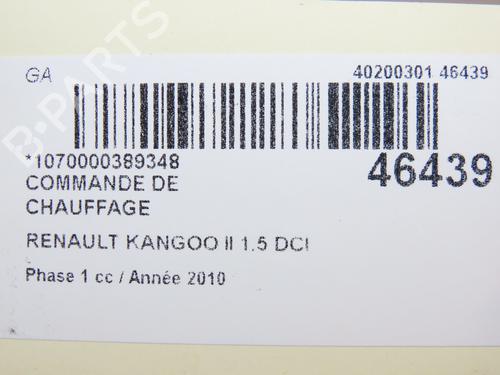 GA
40200301 46439
*1070000389348
46439
COMMANDE DE
CHAUFFAGE
RENAULT KANGOO II 1.5 DCI
Phase 1 cc / Année 2010
B-PARTS